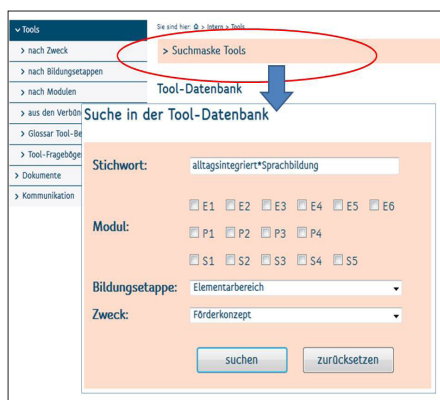 Tools
> nach Zweck
> nach Bildungsetappen
> nach Modulen
> aus den Verbün
> Glossar Tool-Be
> Tool-Frageböge
> Dokumente
> Kommunikation
Sie sind hier: > Intern > Tools
> Suchmaske Tools
Tool-Datenbank
Suche in der Tool-Datenbank
Stichwort: alltagsintegriert*Sprachbildung
Modul:
E1 E2 E3 E4 E5 E6
P1 P2 P3 P4
S1 S2 S3 S4 S5
Bildungsetappe: Elementarbereich
Zweck: Förderkonzept
suchen zurücksetzen